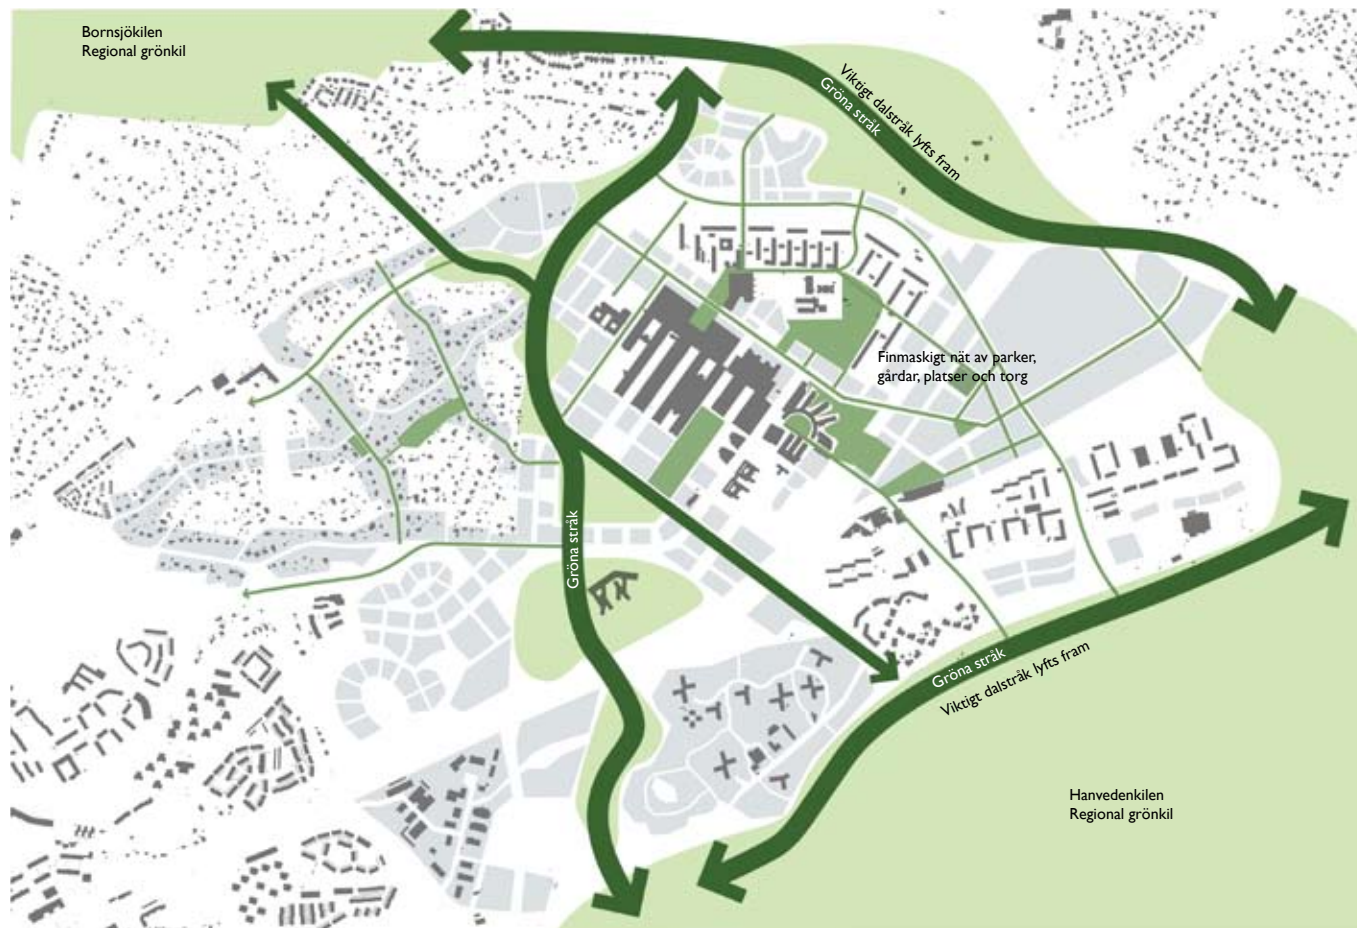 Bornsjökilen
Regional grönkil
Viktigt dalstråk lyfts fram
Gröna stråk
Finmaskigt nät av parker,
gårdar, platser och torg
Gröna stråk
Gröna stråk
Viktigt dalstråk lyfts fram
Hanvedenkilen
Regional grönkil